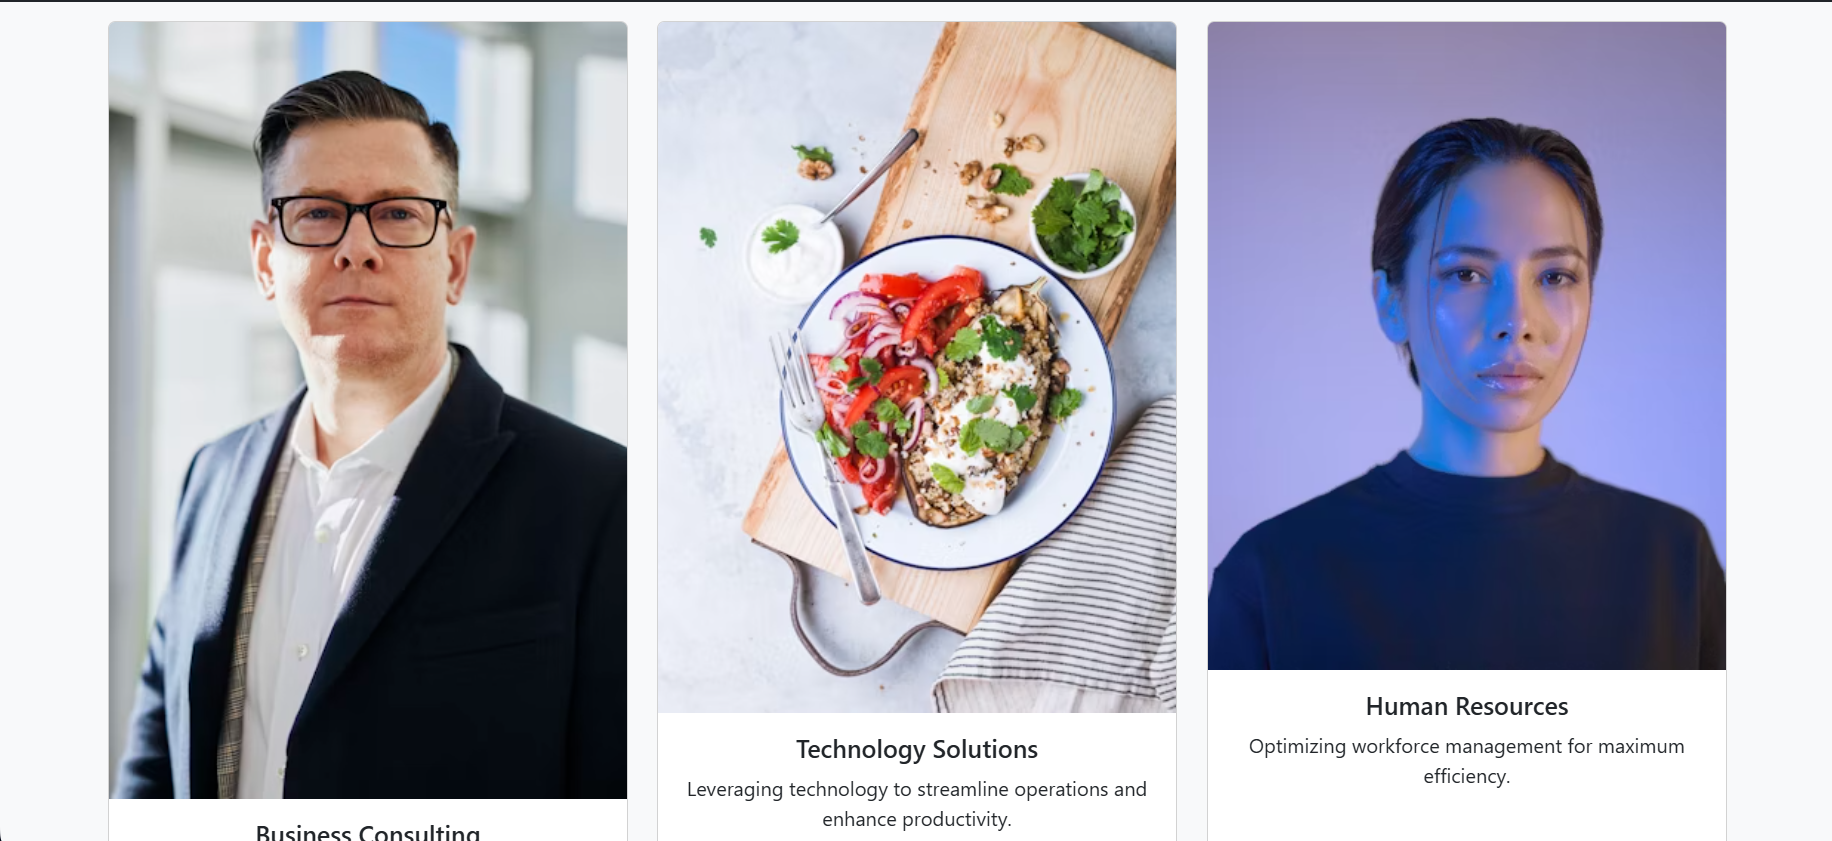 Business Consulting
Technology Solutions
Leveraging technology to streamline operations and
enhance productivity.
Human Resources
Optimizing workforce management for maximum
efficiency.